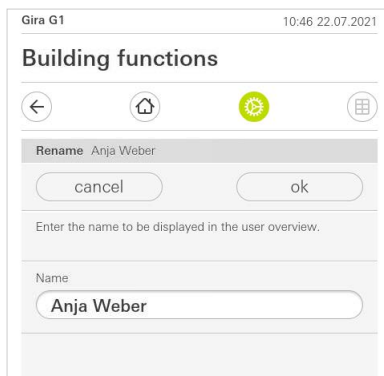 Gira G1 10:46 22.07.2021
Building functions
Rename Anja Weber
cancel ok
Enter the name to be displayed in the user overview.
Name
Anja Weber